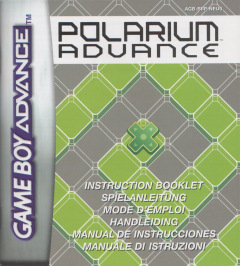 POLARIUM
ADVANCE
GAME BOY ADVANCE
INSTRUCTION BOOKLET
SPIELANLEITUNG
MODE D'EMPLOI
HANDLEIDING
MANUAL DE INSTRUCCIONES
MANUALE DI ISTRUZIONI